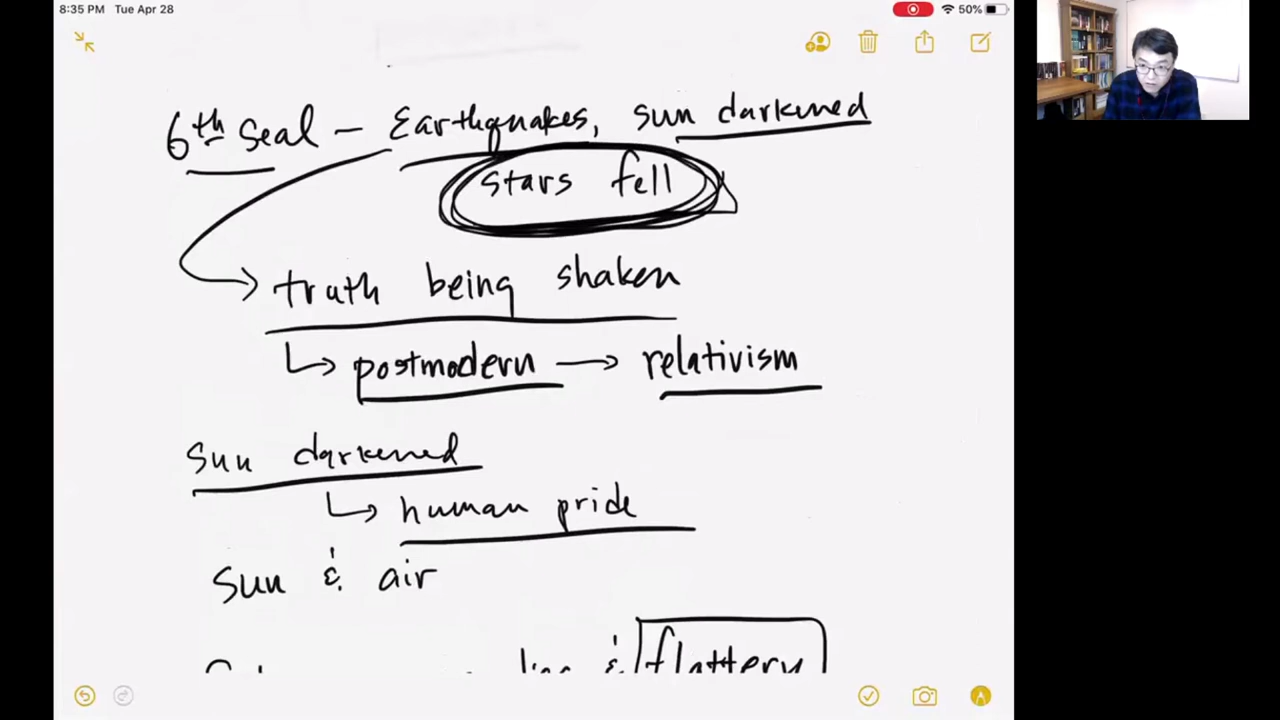 8:35 PM Tue Apr 28
50%
6th Seal – Earthquakes, sun darkened
stars fell
truth being shaken
postmodern → relativism
sun darkened
human pride
sun & air
& flattery